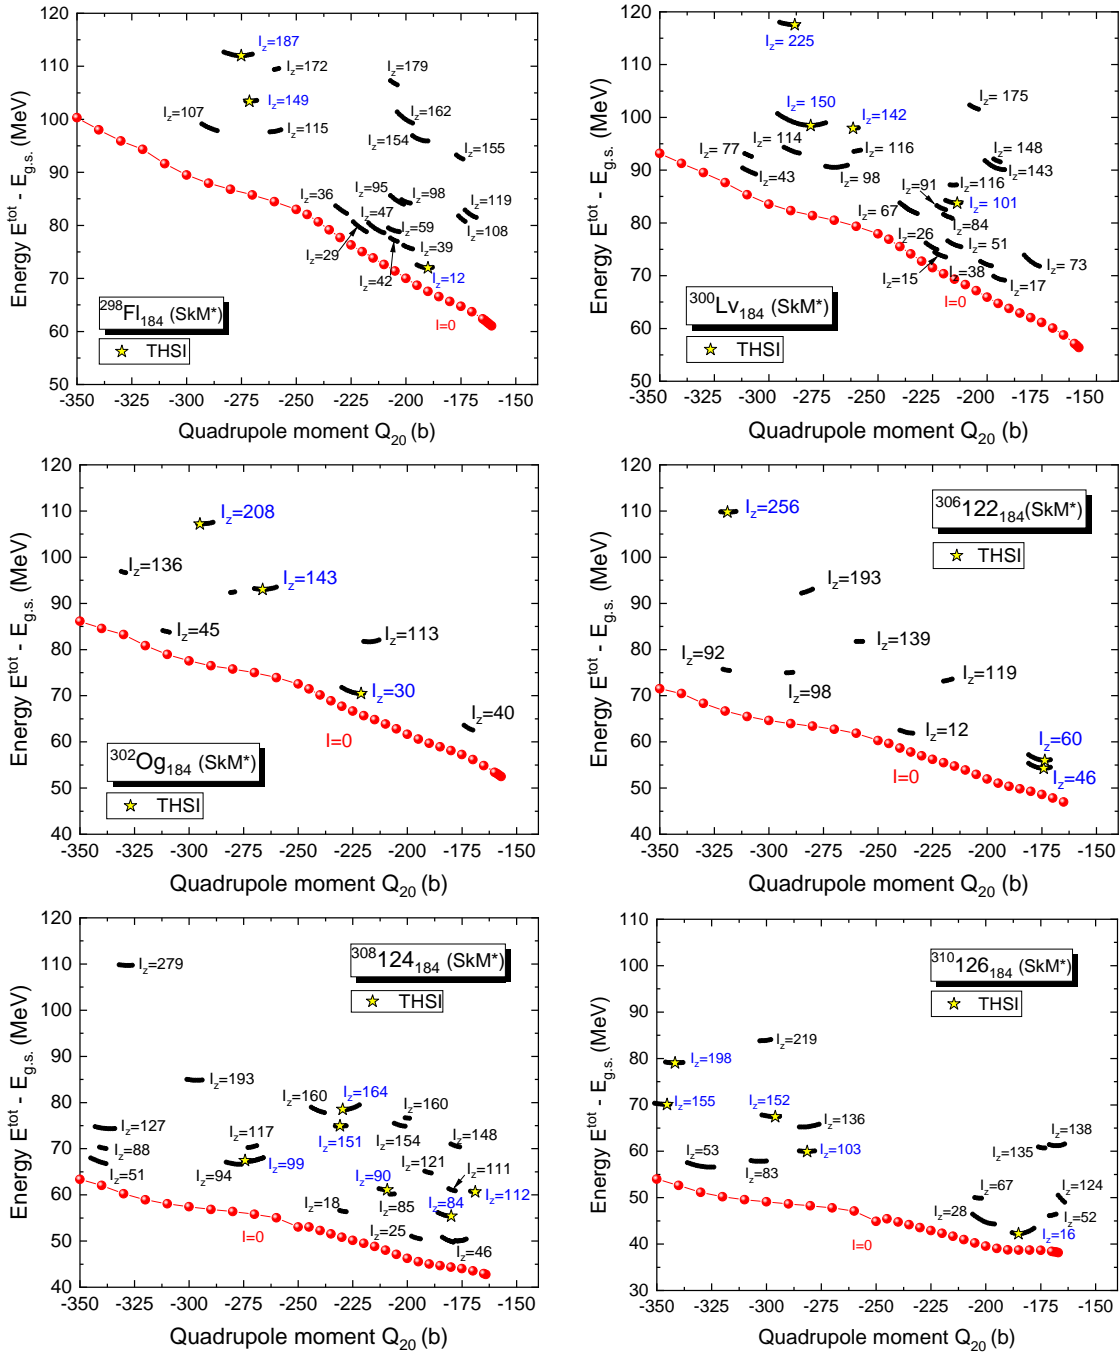 120
110
100
90
80
70
60
50
Energy E^tot - E_g.s. (MeV)
I_z=187
I_z=172
I_z=179
I_z=149
I_z=107
I_z=162
I_z=115
I_z=154
I_z=155
I_z=36
I_z=95
I_z=98
I_z=119
I_z=47
I_z=59
I_z=108
I_z=29
I_z=39
I_z=42
I_z=12
I=0
298Fl184 (SkM*)
THSI
-350 -325 -300 -275 -250 -225 -200 -175 -150
Quadrupole moment Q20 (b)
120
110
100
90
80
70
60
50
Energy E^tot - E_g.s. (MeV)
I_z= 225
I_z= 175
I_z= 150
I_z=142
I_z= 114
I_z= 77
I_z= 116
I_z= 148
I_z=43
I_z= 98
I_z=143
I_z=91
I_z=116
I_z= 101
I_z= 67
I_z=84
I_z= 26
I_z= 51
I_z=15
I_z=38
I_z= 73
I_z=17
I=0
300Lv184 (SkM*)
THSI
-350 -325 -300 -275 -250 -225 -200 -175 -150
Quadrupole moment Q20 (b)
120
110
100
90
80
70
60
50
40
Energy E^tot - E_g.s. (MeV)
I_z=208
I_z=136
I_z=143
I_z=45
I_z=113
I_z=30
I_z=40
I=0
302Og184 (SkM*)
THSI
-350 -325 -300 -275 -250 -225 -200 -175 -150
Quadrupole moment Q20 (b)
120
110
100
90
80
70
60
50
40
Energy E^tot - E_g.s. (MeV)
306122184(SkM*)
THSI
I_z=256
I_z=193
I_z=139
I_z=92
I_z=98
I_z=119
I_z=12
I_z=60
I_z=46
I=0
-350 -325 -300 -275 -250 -225 -200 -175 -150
Quadrupole moment Q20 (b)
120
110
100
90
80
70
60
50
40
Energy E^tot - E_g.s. (MeV)
308124184 (SkM*)
THSI
I_z=279
I_z=193
I_z=160
I_z=164
I_z=160
I_z=127
I_z=117
I_z=151
I_z=154
I_z=148
I_z=88
I_z=51
I_z=94
I_z=99
I_z=90
I_z=121
I_z=111
I_z=18
I_z=85
I_z=84
I_z=112
I_z=25
I_z=46
I=0
-350 -325 -300 -275 -250 -225 -200 -175 -150
Quadrupole moment Q20 (b)
110
100
90
80
70
60
50
40
30
Energy E^tot - E_g.s. (MeV)
310126184 (SkM*)
THSI
I_z=219
I_z=198
I_z=155
I_z=152
I_z=136
I_z=138
I_z=53
I_z=103
I_z=135
I_z=83
I_z=67
I_z=124
I_z=28
I_z=52
I_z=16
I=0
-350 -325 -300 -275 -250 -225 -200 -175 -150
Quadrupole moment Q20 (b)